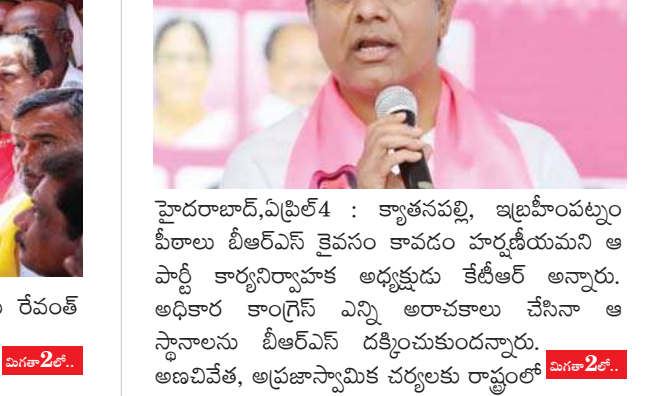 రేవంత్
మిగతా2లో..
హైదరాబాద్,ఏప్రిల్4 : క్యాతనపల్లి, ఇబ్రహీంపట్నం
పీఠాలు బీఆర్ఎస్ కైవసం కావడం హర్షణీయమని ఆ
పార్టీ కార్యనిర్వాహక అధ్యక్షుడు కేటీఆర్ అన్నారు.
అధికార కాంగ్రెస్ ఎన్ని అరాచకాలు చేసినా ఆ
స్థానాలను బీఆర్ఎస్ దక్కించుకుందన్నారు.
అణచివేత, అప్రజాస్వామిక చర్యలకు రాష్ట్రంలో మిగతా2లో..